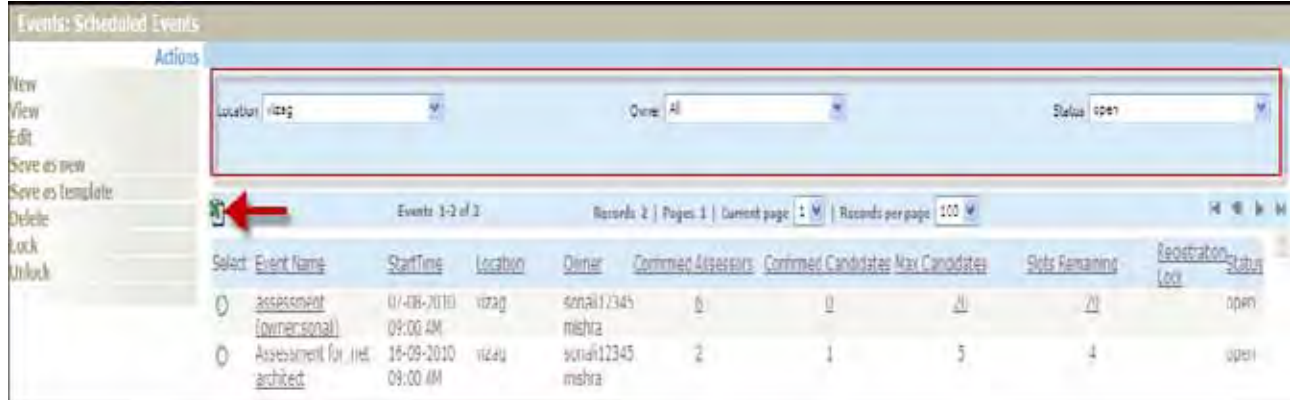 Events: Scheduled Events
Actions
New
View
Edit
Save as new
Save as template
Delete
Lock
Unlock
Location vizag Owner All Status open
Events 1-2 of 2 Records 2 | Pages 1 | Current page 1 | Records per page 100
Select Event Name StartTime Location Owner Confirmed Assessors Confirmed Candidates Max Candidates Slots Remaining Registration Lock Status
assessment (owner:sonali) 07-08-2010 09:00 AM vizag sonali12345 mishra 6 0 20 20 open
Assessment for .net architect 16-09-2010 09:00 AM vizag sonali12345 mishra 2 1 5 4 open